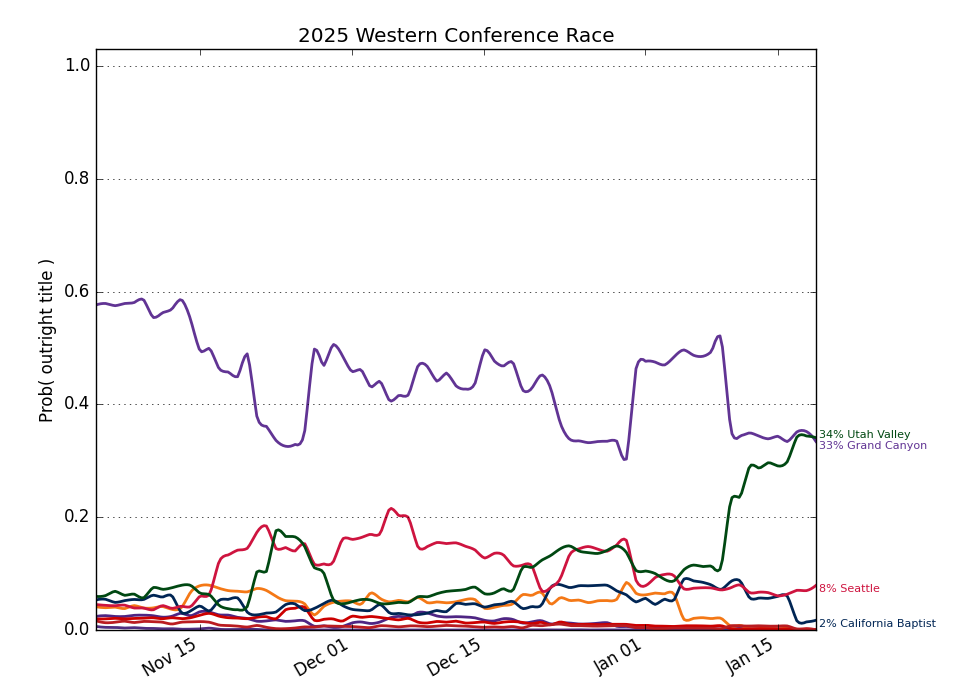 2025 Western Conference Race
Prob( outright title )
1.0
0.8
0.6
0.4
0.2
0.0
34% Utah Valley
33% Grand Canyon
8% Seattle
2% California Baptist
Nov 15
Dec 01
Dec 15
Jan 01
Jan 15